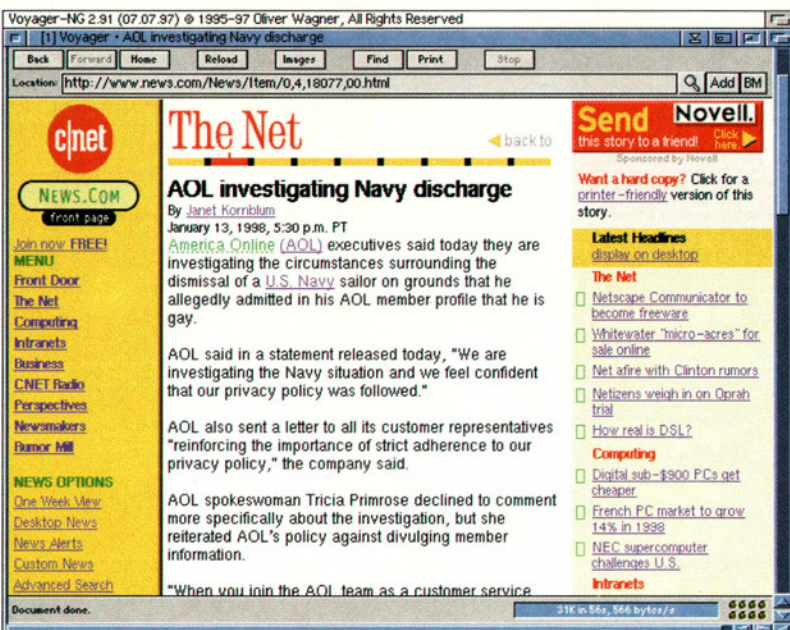 Voyager-NG 2.91 (07.07.97) © 1995-97 Oliver Wagner, All Rights Reserved
[1] Voyager · AOL investigating Navy discharge
Back Forward Home Reload Images Find Print Stop
Location: http://www.news.com/News/Item/0,4,18077,00.html Add BM
c|net
NEWS.COM
front page
Join now FREE!
MENU
Front Door
The Net
Computing
Intranets
Business
CNET Radio
Perspectives
Newsmakers
Rumor Mill
NEWS OPTIONS
One Week View
Desktop News
News Alerts
Custom News
Advanced Search
The Net
back to
AOL investigating Navy discharge
By Janet Kornblum
January 13, 1998, 5:30 p.m. PT
America Online (AOL) executives said today they are
investigating the circumstances surrounding the
dismissal of a U.S. Navy sailor on grounds that he
allegedly admitted in his AOL member profile that he is
gay.
AOL said in a statement released today, "We are
investigating the Navy situation and we feel confident
that our privacy policy was followed."
AOL also sent a letter to all its customer representatives
"reinforcing the importance of strict adherence to our
privacy policy," the company said.
AOL spokeswoman Tricia Primrose declined to comment
more specifically about the investigation, but she
reiterated AOL's policy against divulging member
information.
"When you join the AOL team as a customer service
Send Novell.
this story to a friend! Click here.
Sponsored by Novell
Want a hard copy? Click for a
printer-friendly version of this
story.
Latest Headlines
display on desktop
The Net
Netscape Communicator to
become freeware
Whitewater "micro-acres" for
sale online
Net afire with Clinton rumors
Netizens weigh in on Oprah
trial
How real is DSL?
Computing
Digital sub-$900 PCs get
cheaper
French PC market to grow
14% in 1998
NEC supercomputer
challenges U.S.
Intranets
Document done.
31K in 56s, 566 bytes/s